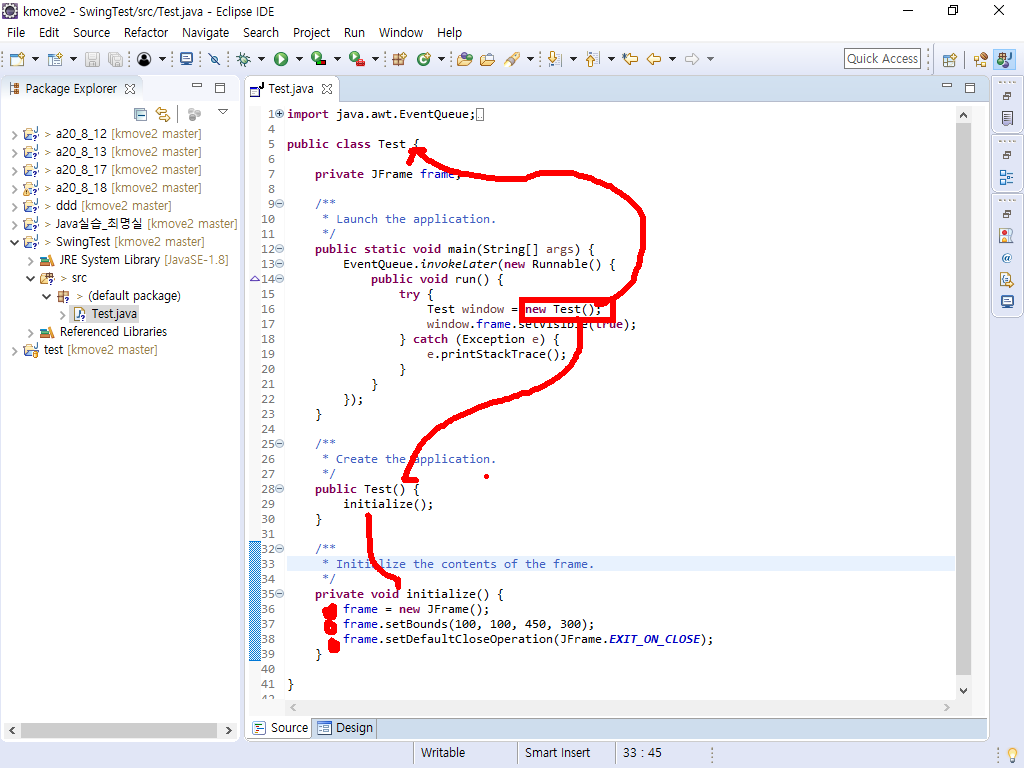 kmove2 - SwingTest/src/Test.java - Eclipse IDE
File Edit Source Refactor Navigate Search Project Run Window Help
Quick Access
Package Explorer
> a20_8_12 [kmove2 master]
> a20_8_13 [kmove2 master]
> a20_8_17 [kmove2 master]
> a20_8_18 [kmove2 master]
> ddd [kmove2 master]
> Java실습_최명실 [kmove2 master]
> SwingTest [kmove2 master]
JRE System Library [JavaSE-1.8]
> src
> (default package)
> Test.java
Referenced Libraries
test [kmove2 master]
Test.java
1 import java.awt.EventQueue;
4
5 public class Test {
6
7 private JFrame frame;
8
9 /**
10 * Launch the application.
11 */
12 public static void main(String[] args) {
13 EventQueue.invokeLater(new Runnable() {
14 public void run() {
15 try {
16 Test window = new Test();
17 window.frame.setVisible(true);
18 } catch (Exception e) {
19 e.printStackTrace();
20 }
21 }
22 });
23 }
24
25 /**
26 * Create the application.
27 */
28 public Test() {
29 initialize();
30 }
31
32 /**
33 * Initialize the contents of the frame.
34 */
35 private void initialize() {
36 frame = new JFrame();
37 frame.setBounds(100, 100, 450, 300);
38 frame.setDefaultCloseOperation(JFrame.EXIT_ON_CLOSE);
39 }
40
41 }
42
Source Design
Writable Smart Insert 33 : 45